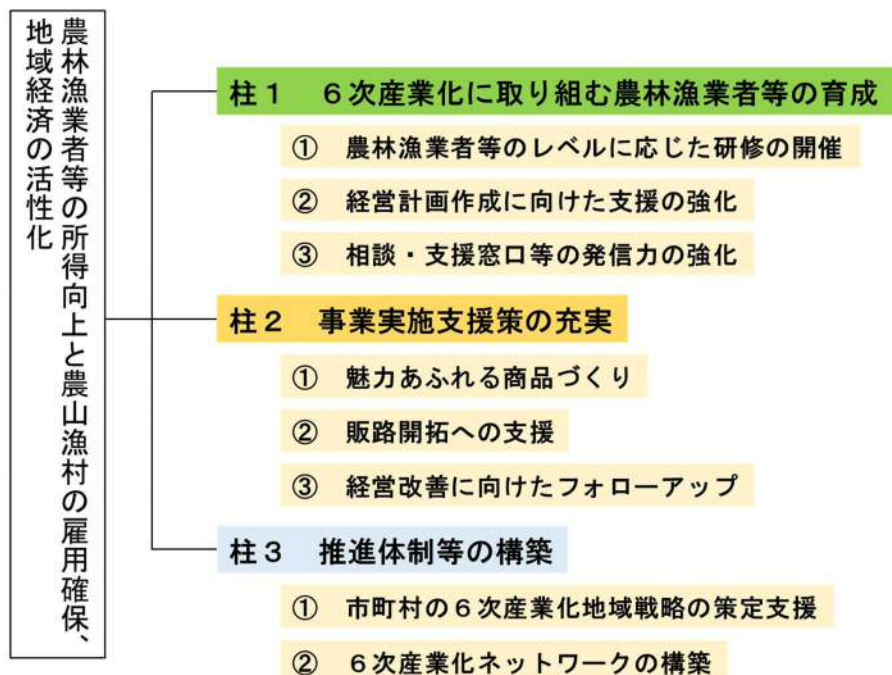 農林漁業者等の所得向上と農山漁村の雇用確保、
地域経済の活性化
柱１　６次産業化に取り組む農林漁業者等の育成
①　農林漁業者等のレベルに応じた研修の開催
②　経営計画作成に向けた支援の強化
③　相談・支援窓口等の発信力の強化
柱２　事業実施支援策の充実
①　魅力あふれる商品づくり
②　販路開拓への支援
③　経営改善に向けたフォローアップ
柱３　推進体制等の構築
①　市町村の６次産業化地域戦略の策定支援
②　６次産業化ネットワークの構築